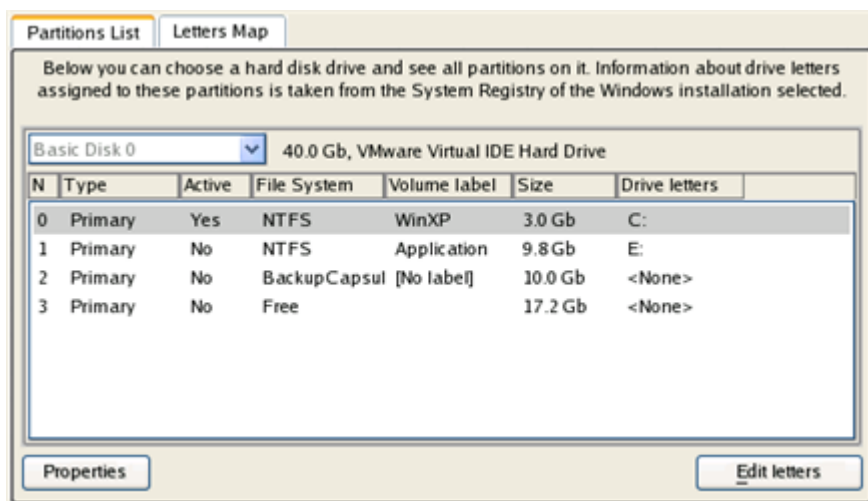 Partitions List Letters Map
Below you can choose a hard disk drive and see all partitions on it. Information about drive letters
assigned to these partitions is taken from the System Registry of the Windows installation selected.
Basic Disk 0 40.0 Gb, VMware Virtual IDE Hard Drive
N Type Active File System Volume label Size Drive letters
0 Primary Yes NTFS WinXP 3.0 Gb C:
1 Primary No NTFS Application 9.8 Gb E:
2 Primary No BackupCapsul [No label] 10.0 Gb <None>
3 Primary No Free 17.2 Gb <None>
Properties Edit letters